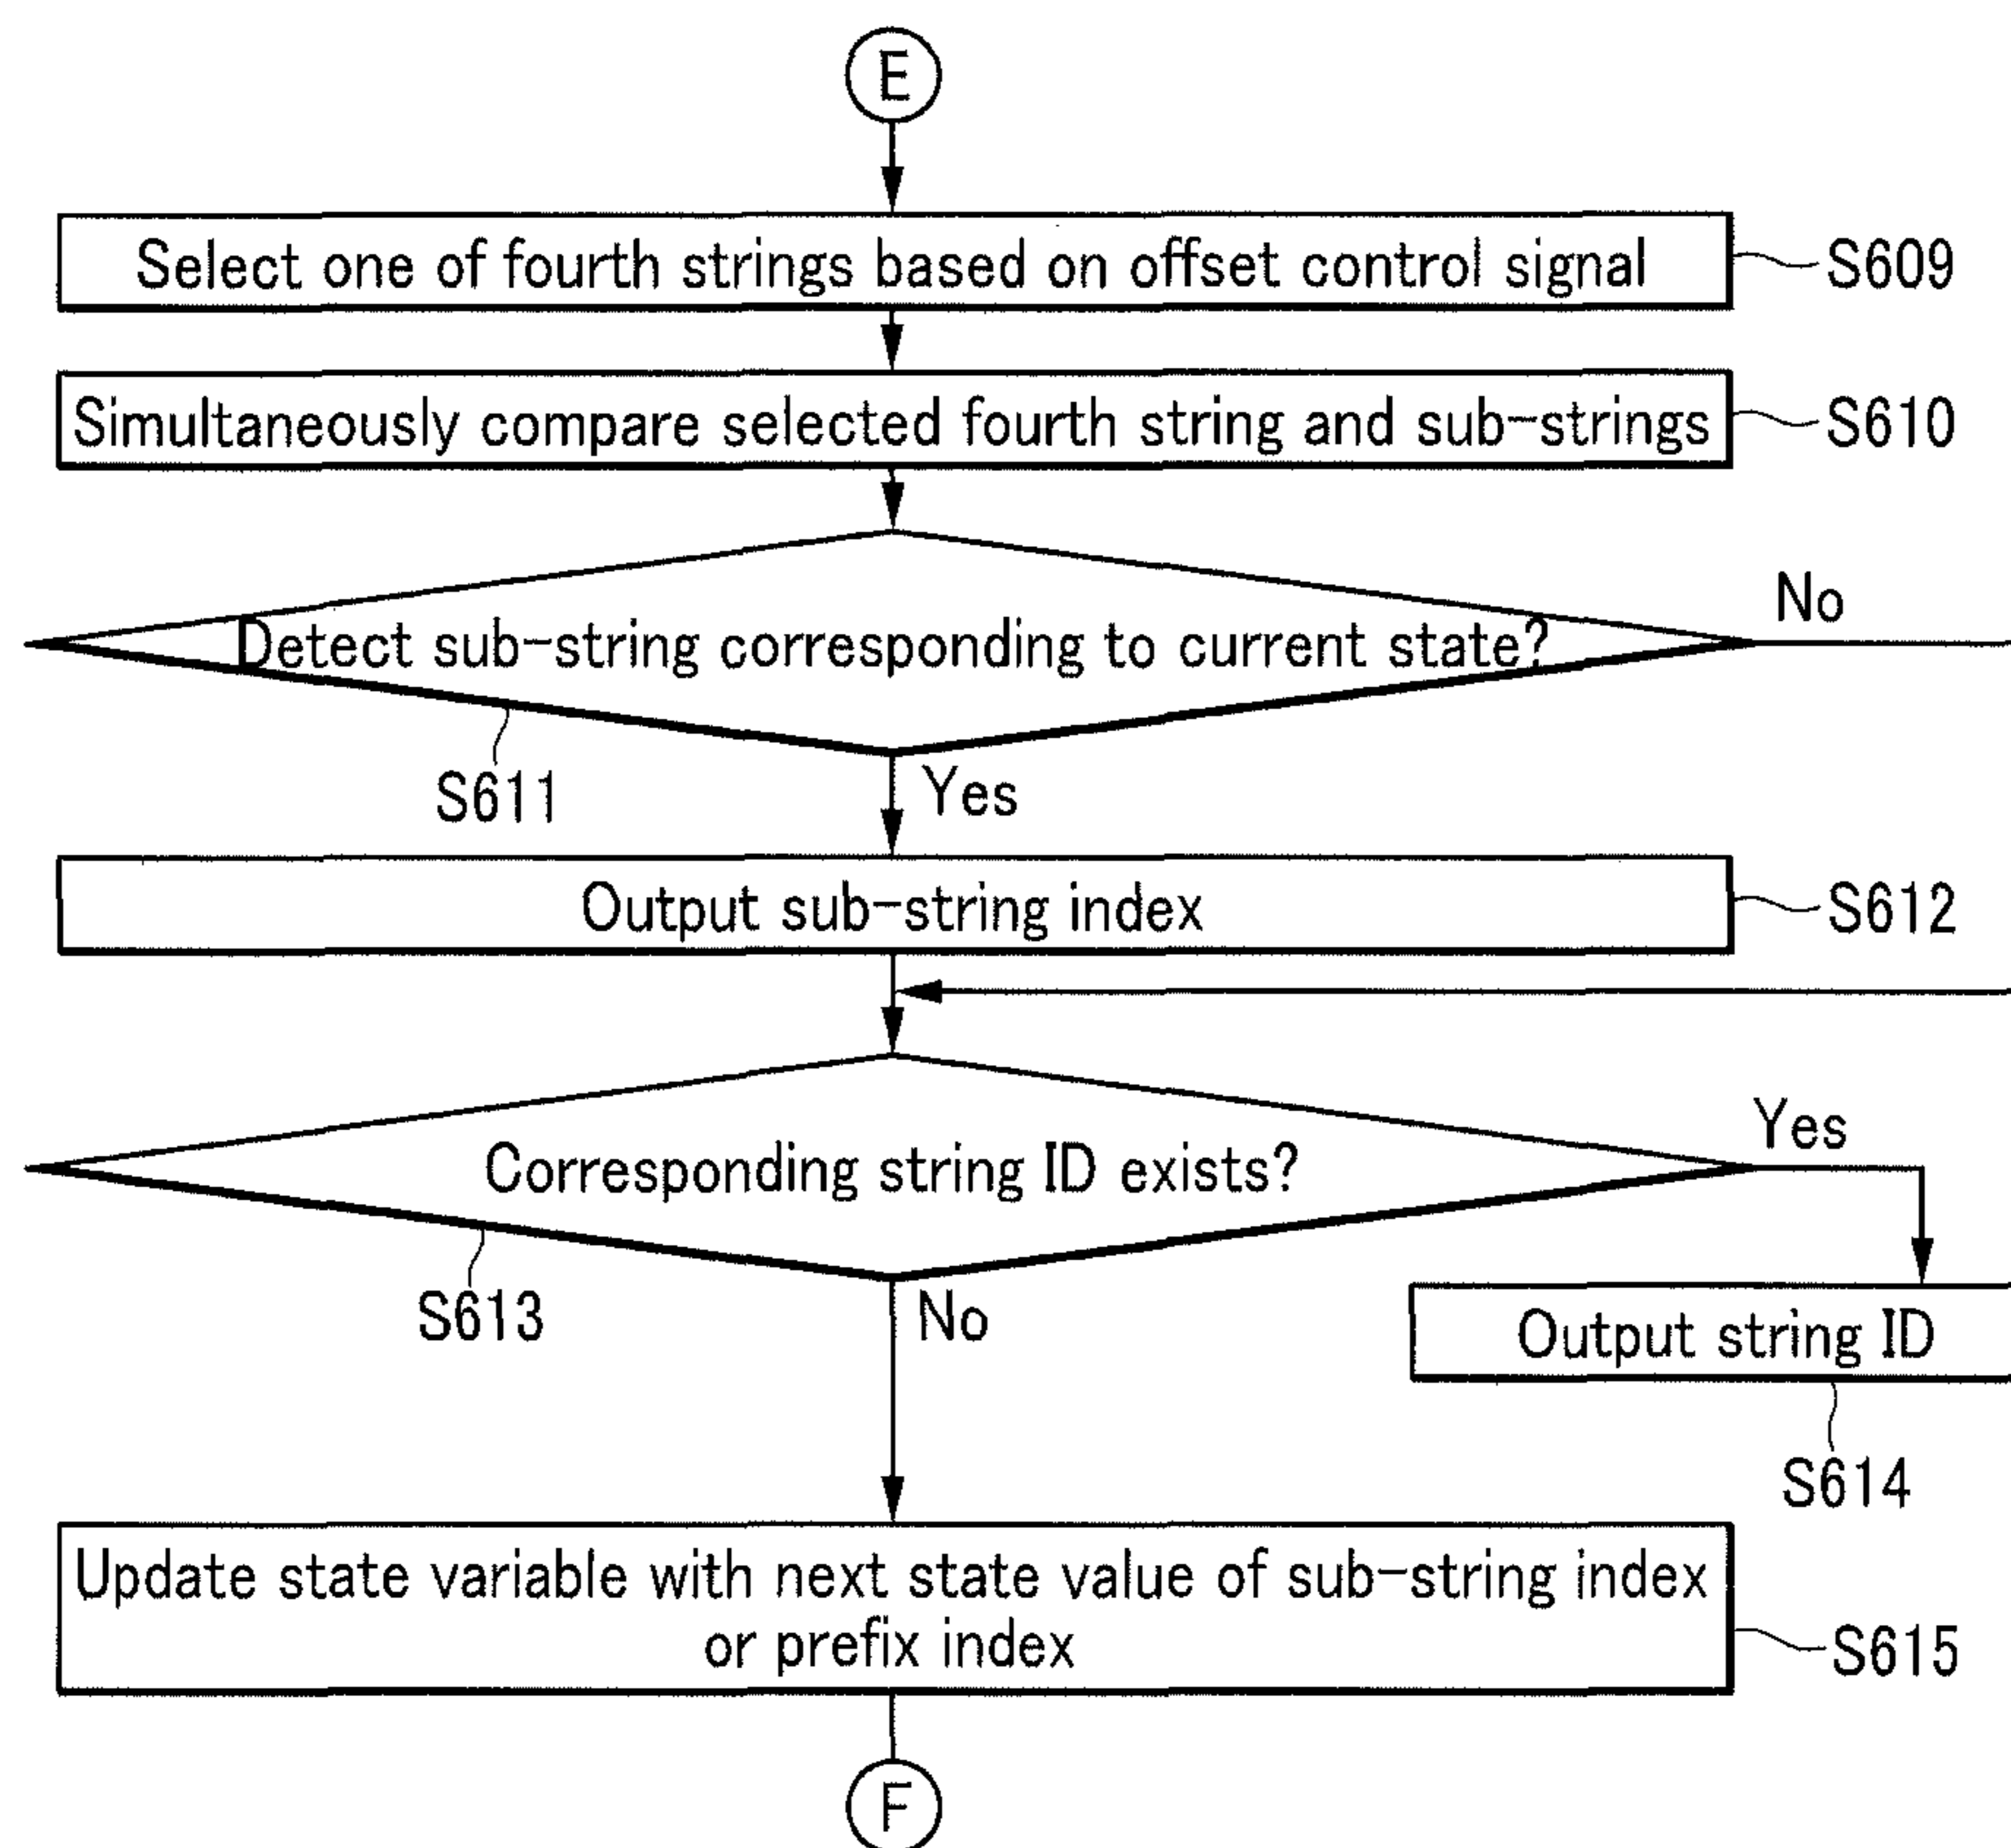 E
Select one of fourth strings based on offset control signal
S609
Simultaneously compare selected fourth string and sub-strings
S610
Detect sub-string corresponding to current state?
No
S611
Yes
Output sub-string index
S612
Corresponding string ID exists?
Yes
S613
No
Output string ID
S614
Update state variable with next state value of sub-string index
or prefix index
S615
F